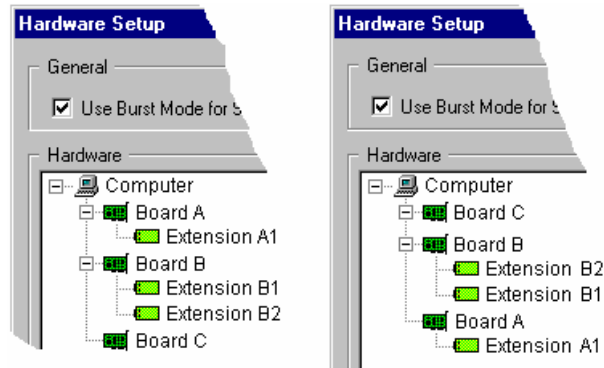 Hardware Setup
General
Use Burst Mode for
Hardware
Computer
Board A
Extension A1
Board B
Extension B1
Extension B2
Board C
Hardware Setup
General
Use Burst Mode for
Hardware
Computer
Board C
Board B
Extension B2
Extension B1
Board A
Extension A1